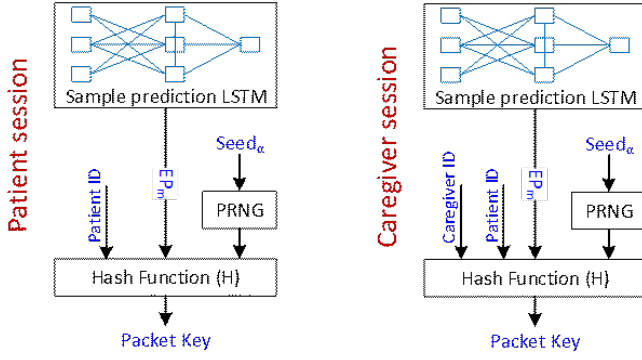 Patient session
Sample prediction LSTM
Patient ID
EPₘ
Seedα
PRNG
Hash Function (H)
Packet Key
Caregiver session
Sample prediction LSTM
Caregiver ID
Patient ID
EPₘ
Seedα
PRNG
Hash Function (H)
Packet Key